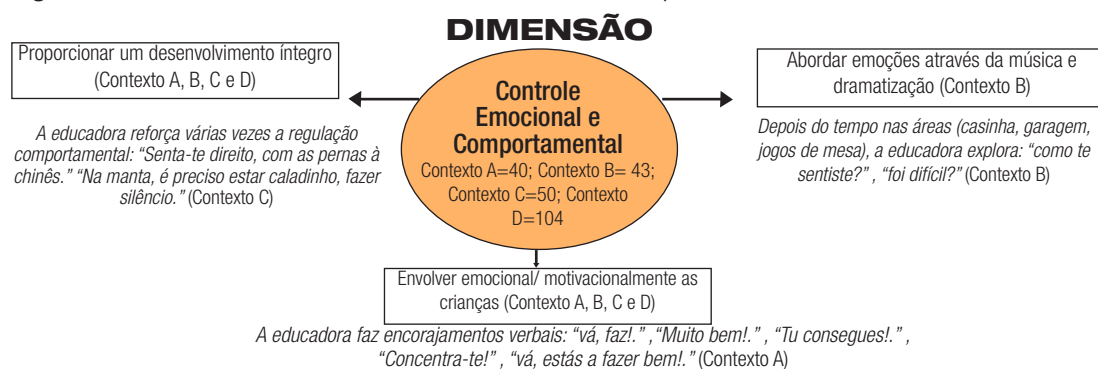 DIMENSÃO
Proporcionar um desenvolvimento íntegro
(Contexto A, B, C e D)
A educadora reforça várias vezes a regulação
comportamental: “Senta-te direito, com as pernas à
chinês.” “Na manta, é preciso estar caladinho, fazer
silêncio.” (Contexto C)
Controle
Emocional e
Comportamental
Contexto A=40; Contexto B= 43;
Contexto C=50; Contexto
D=104
Abordar emoções através da música e
dramatização (Contexto B)
Depois do tempo nas áreas (casinha, garagem,
jogos de mesa), a educadora explora: “como te
sentiste?” , “foi difícil?” (Contexto B)
Envolver emocional/ motivacionalmente as
crianças (Contexto A, B, C e D)
A educadora faz encorajamentos verbais: “vá, faz!.” ,“Muito bem!.” , “Tu consegues!.” ,
“Concentra-te!” , “vá, estás a fazer bem!.” (Contexto A)